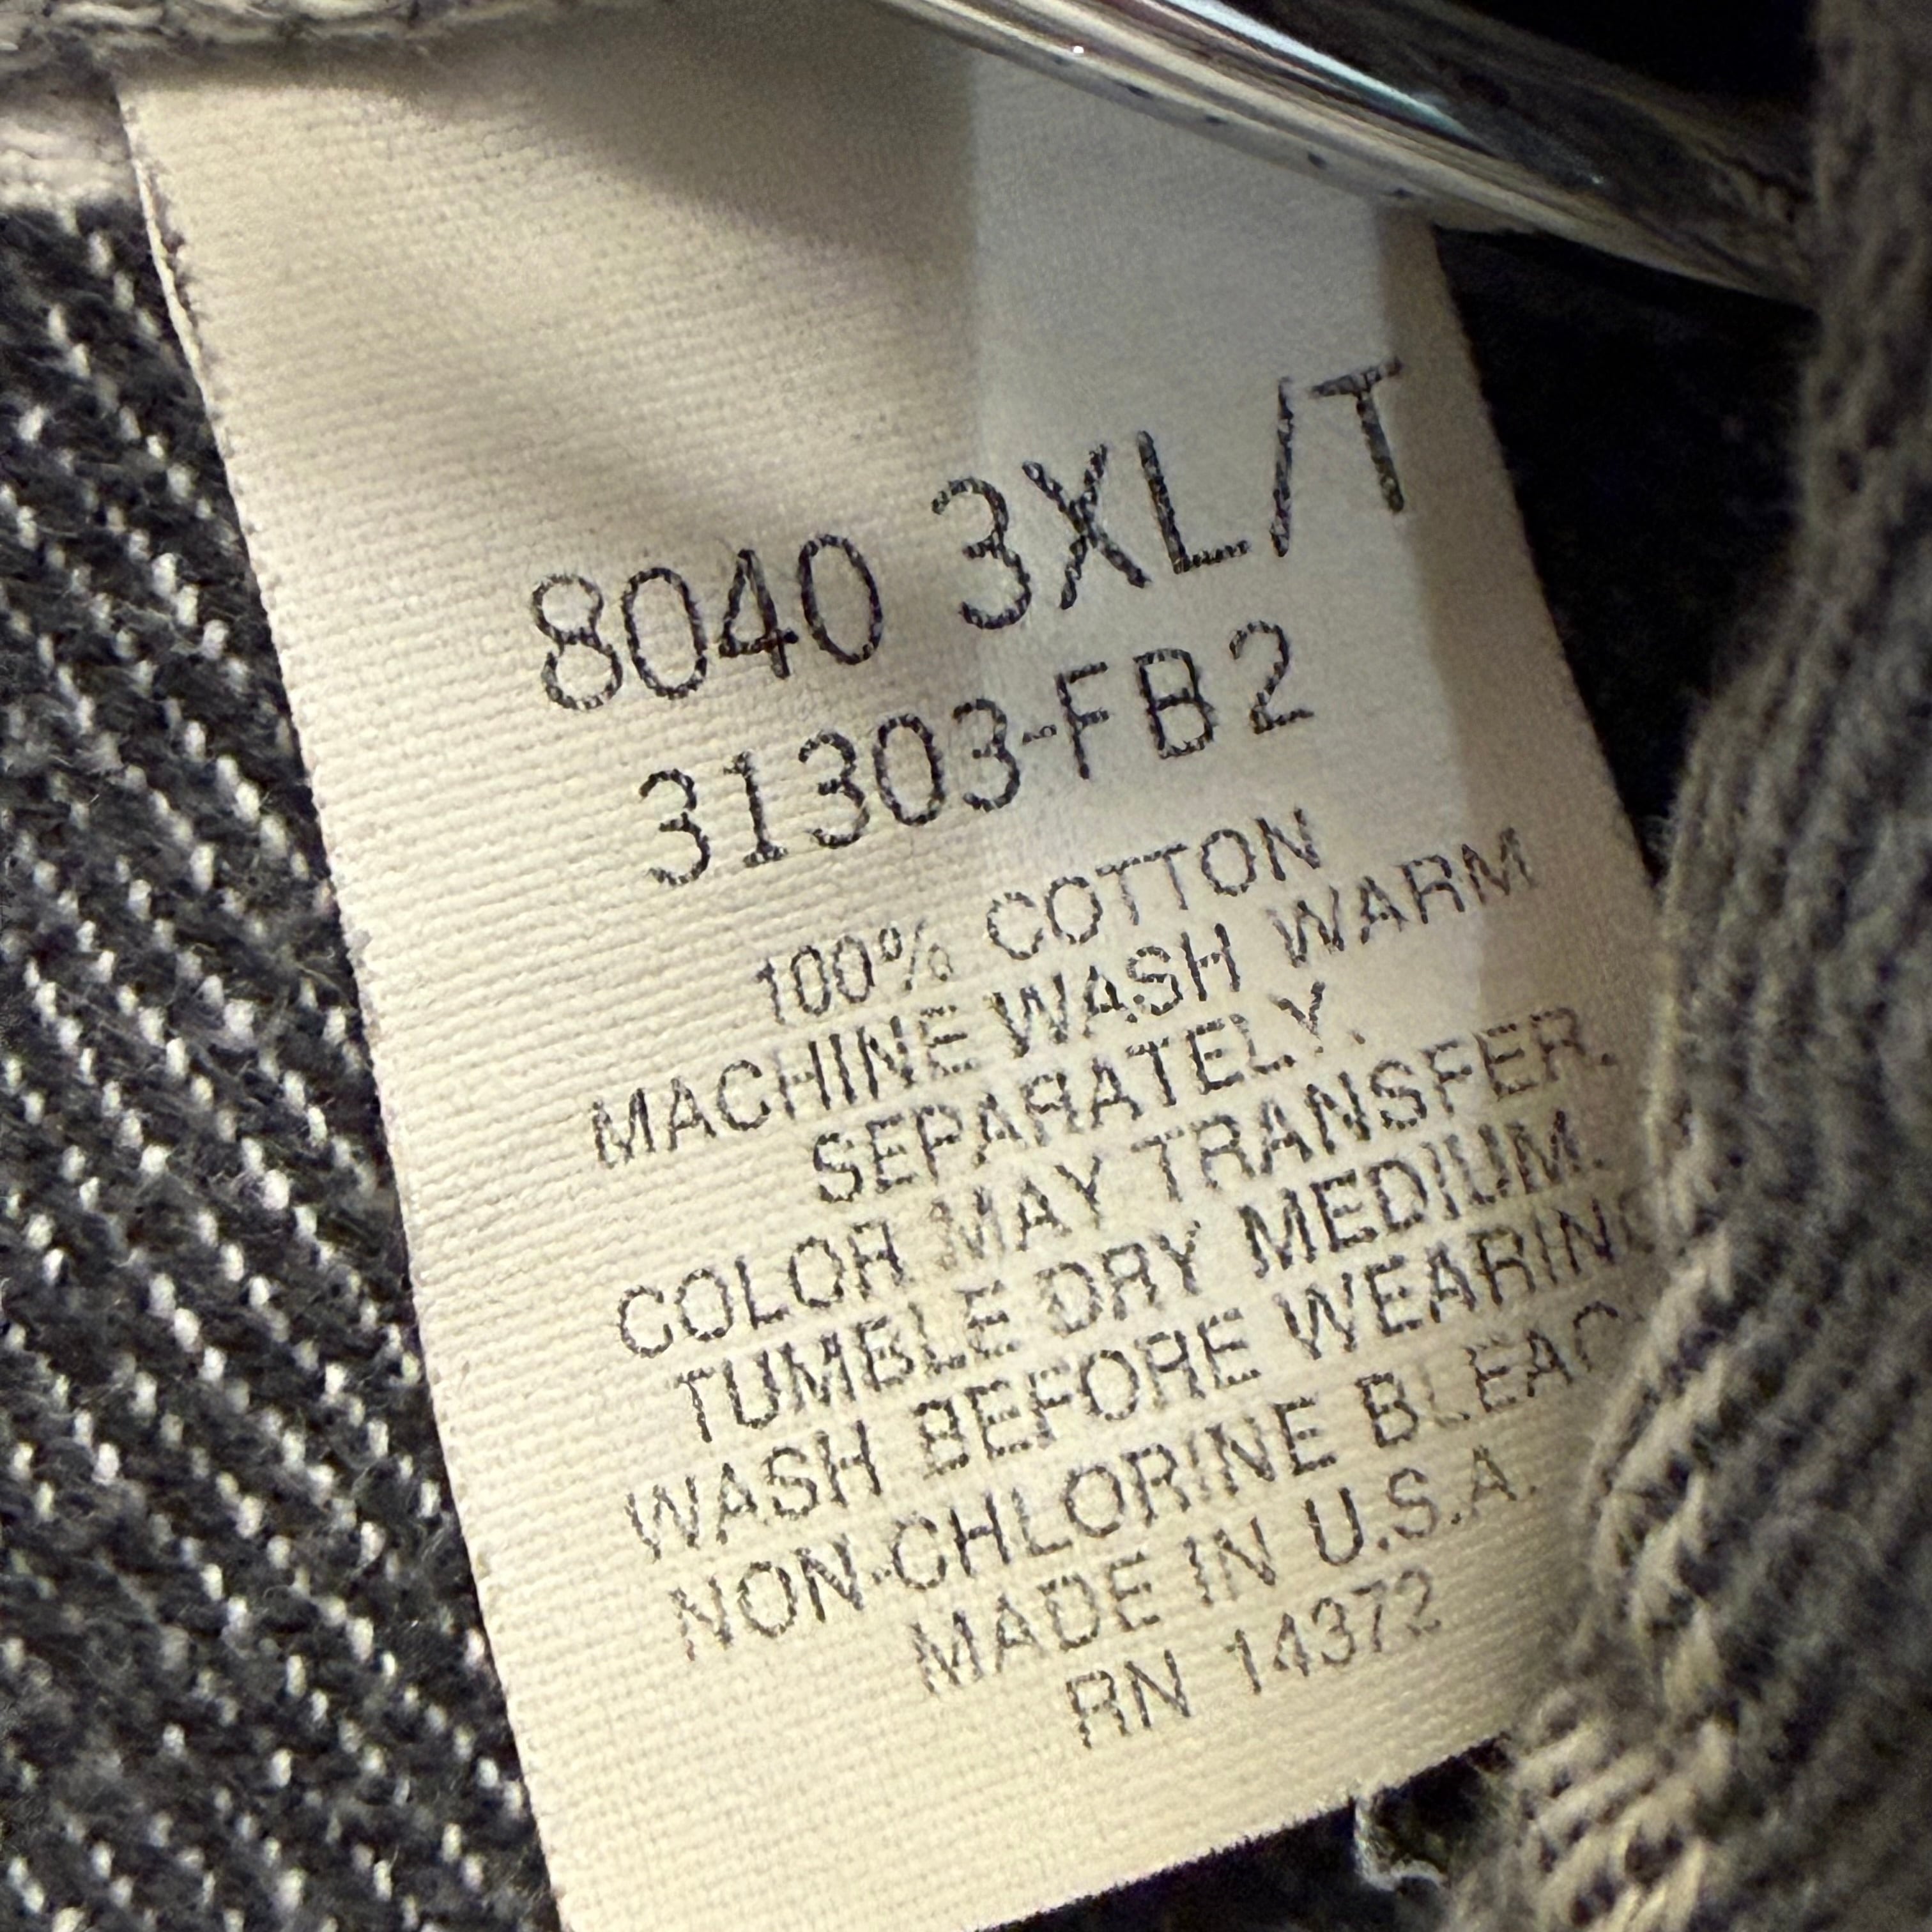 8040 3XL/T
31303-FB2
100% COTTON
MACHINE WASH WARM
SEPARATELY.
COLOR MAY TRANSFER.
TUMBLE DRY MEDIUM.
WASH BEFORE WEARING
NON-CHLORINE BLEAC
MADE IN U.S.A.
RN 14372